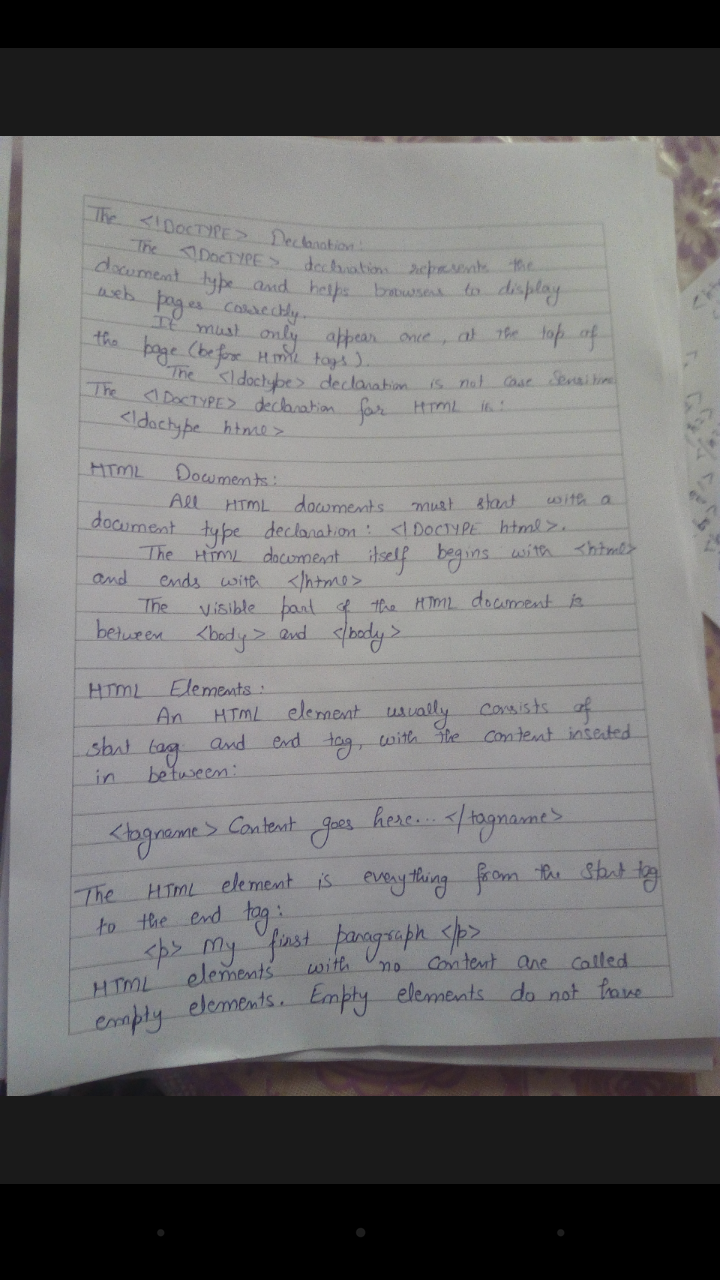 The <!DOCTYPE> Declaration:
The <!DOCTYPE> declaration represents the
document type and helps browsers to display
web pages correctly.
It must only appear once, at the top of
the page (before HTML tags).
The <!doctype> declaration is not case sensitive
The <!DOCTYPE> declaration for HTML is:
<!doctype html>
HTML Documents:
All HTML documents must start with a
document type declaration: <!DOCTYPE html>.
The HTML document itself begins with <html>
and ends with </html>
The visible part of the HTML document is
between <body> and </body>
HTML Elements:
An HTML element usually consists of
start tag and end tag, with the content inserted
in between:
<tagname> Content goes here... </tagname>
The HTML element is everything from the start tag
to the end tag:
<p> My first paragraph </p>
HTML elements with no content are called
empty elements. Empty elements do not have